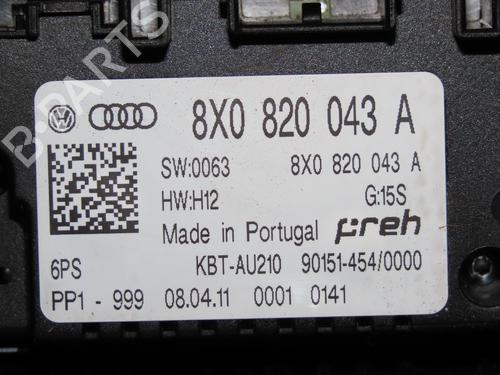 B-PARTS
8X0 820 043 A
SW:0063 8X0 820 043 A
HW:H12 G:15S
Made in Portugal preh
6PS KBT-AU210 90151-454/0000
PP1 - 999 08.04.11 0001 0141